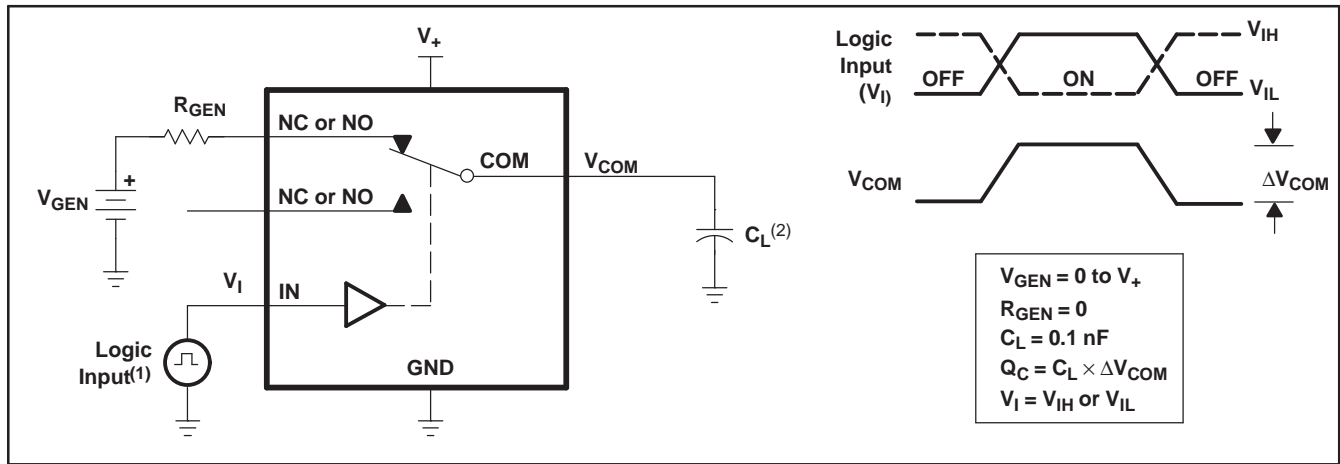 V+
RGEN
NC or NO
COM
VCOM
VGEN
+
NC or NO
CL(2)
VI
IN
Logic
Input(1)
GND
Logic
Input
(VI)
VIH
OFF
ON
OFF
VIL
VCOM
ΔVCOM
VGEN = 0 to V+
RGEN = 0
CL = 0.1 nF
QC = CL × ΔVCOM
VI = VIH or VIL